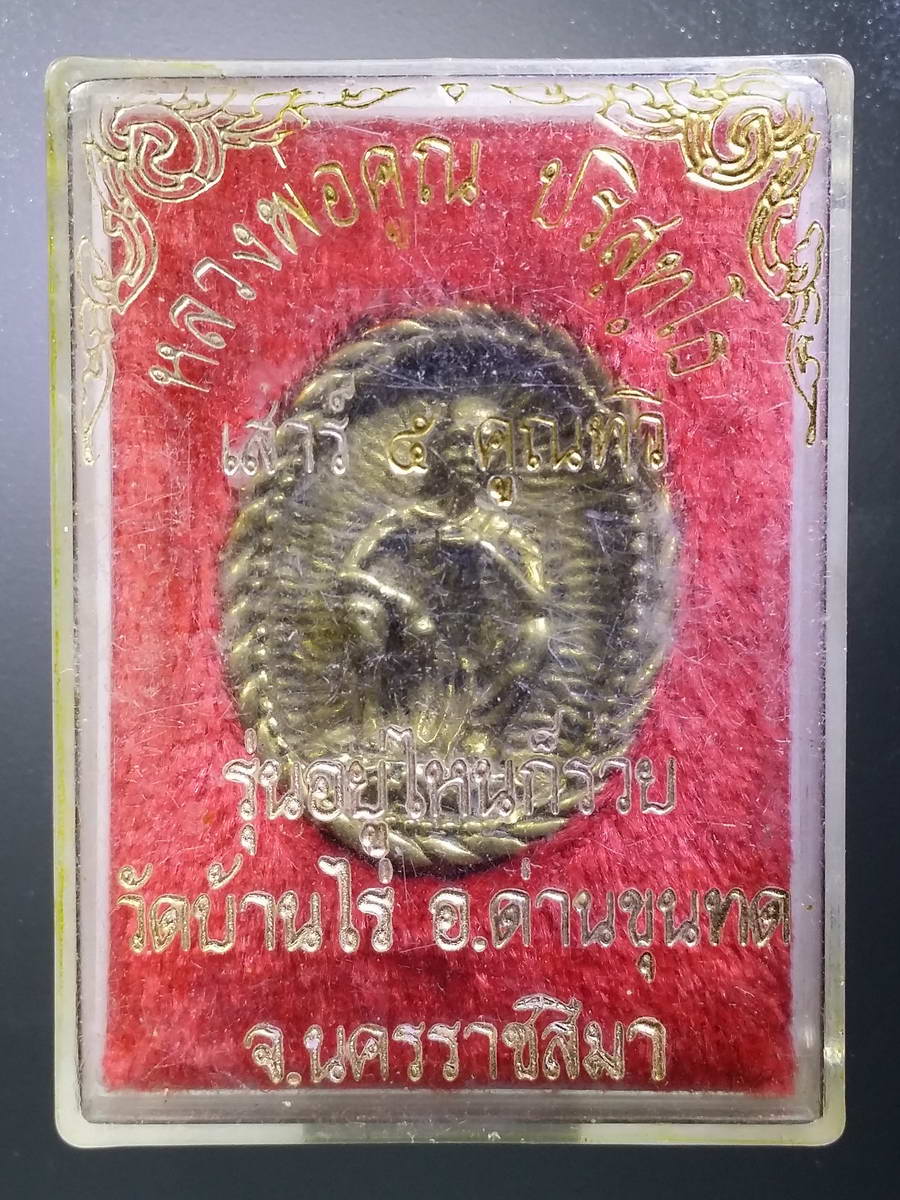 หลวงพ่อคูณ ปริสุทฺโธ
เสาร์ ๕ คูณทวี
รุ่นอยู่ไหนก็รวย
วัดบ้านไร่ อ.ด่านขุนทด
จ.นครราชสีมา